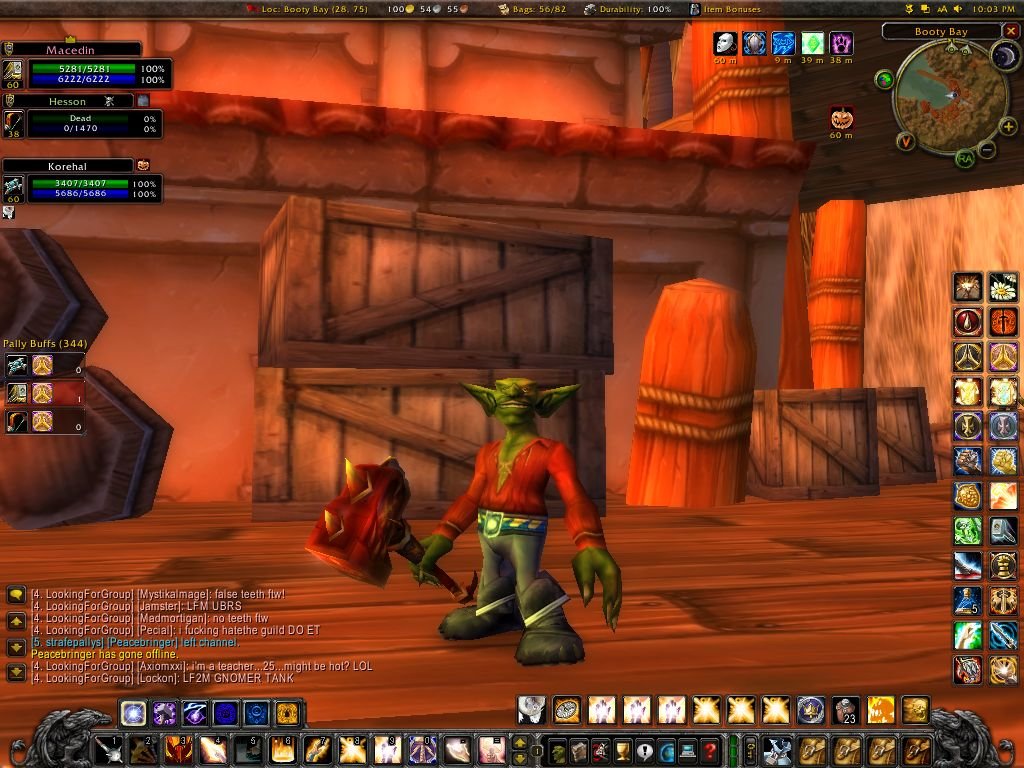 Loc: Booty Bay (28, 75) 100 54 55 Bags: 56/82 Durability: 100% Item Bonuses 10:03 PM
Booty Bay
Macedin
5281/5281 100%
6222/6222 100%
60
Hesson
Dead 0%
0/1470 0%
38
Korehal
3407/3407 100%
5686/5686 100%
60
60 m 9 m 39 m 38 m
60 m
V
RA
Pally Buffs (344)
0
1
0
[4. LookingForGroup] [Mystikalmage]: false teeth ftw!
[4. LookingForGroup] [Jamster]: LFM UBRS
[4. LookingForGroup] [Madmortigan]: no teeth ftw
[4. LookingForGroup] [Pecial]: i fucking hatethe guild DO ET
[5. strafepallys] [Peacebringer] left channel.
Peacebringer has gone offline.
[4. LookingForGroup] [Axiomxxi]: i'm a teacher...25...might be hot? LOL
[4. LookingForGroup] [Lockon]: LF2M GNOMER TANK
5
23